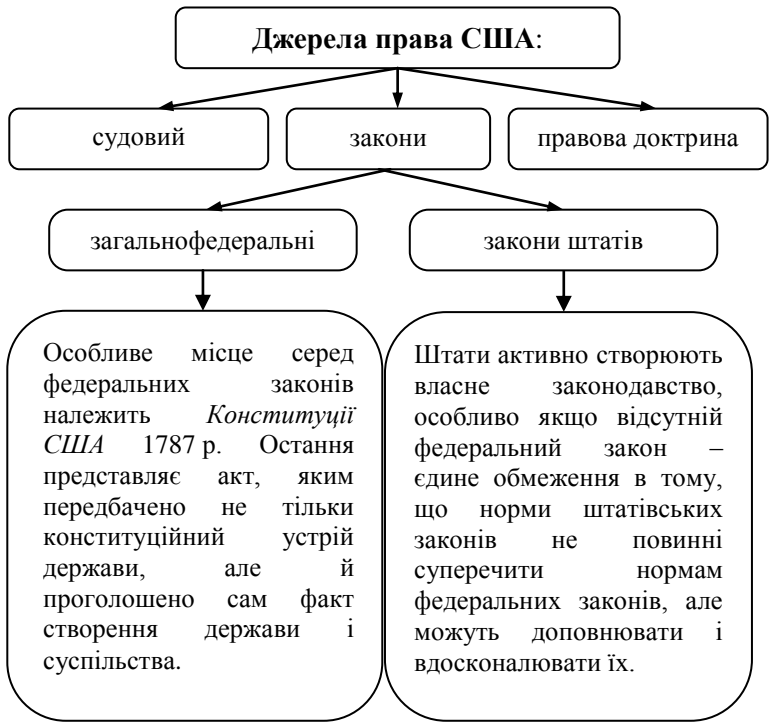 Джерела права США:
судовий
закони
правова доктрина
загальнофедеральні
закони штатів
Особливе місце серед
федеральних законів
належить Конституції
США 1787 р. Остання
представляє акт, яким
передбачено не тільки
конституційний устрій
держави, але й
проголошено сам факт
створення держави і
суспільства.
Штати активно створюють
власне законодавство,
особливо якщо відсутній
федеральний закон –
єдине обмеження в тому,
що норми штатівських
законів не повинні
суперечити нормам
федеральних законів, але
можуть доповнювати і
вдосконалювати їх.